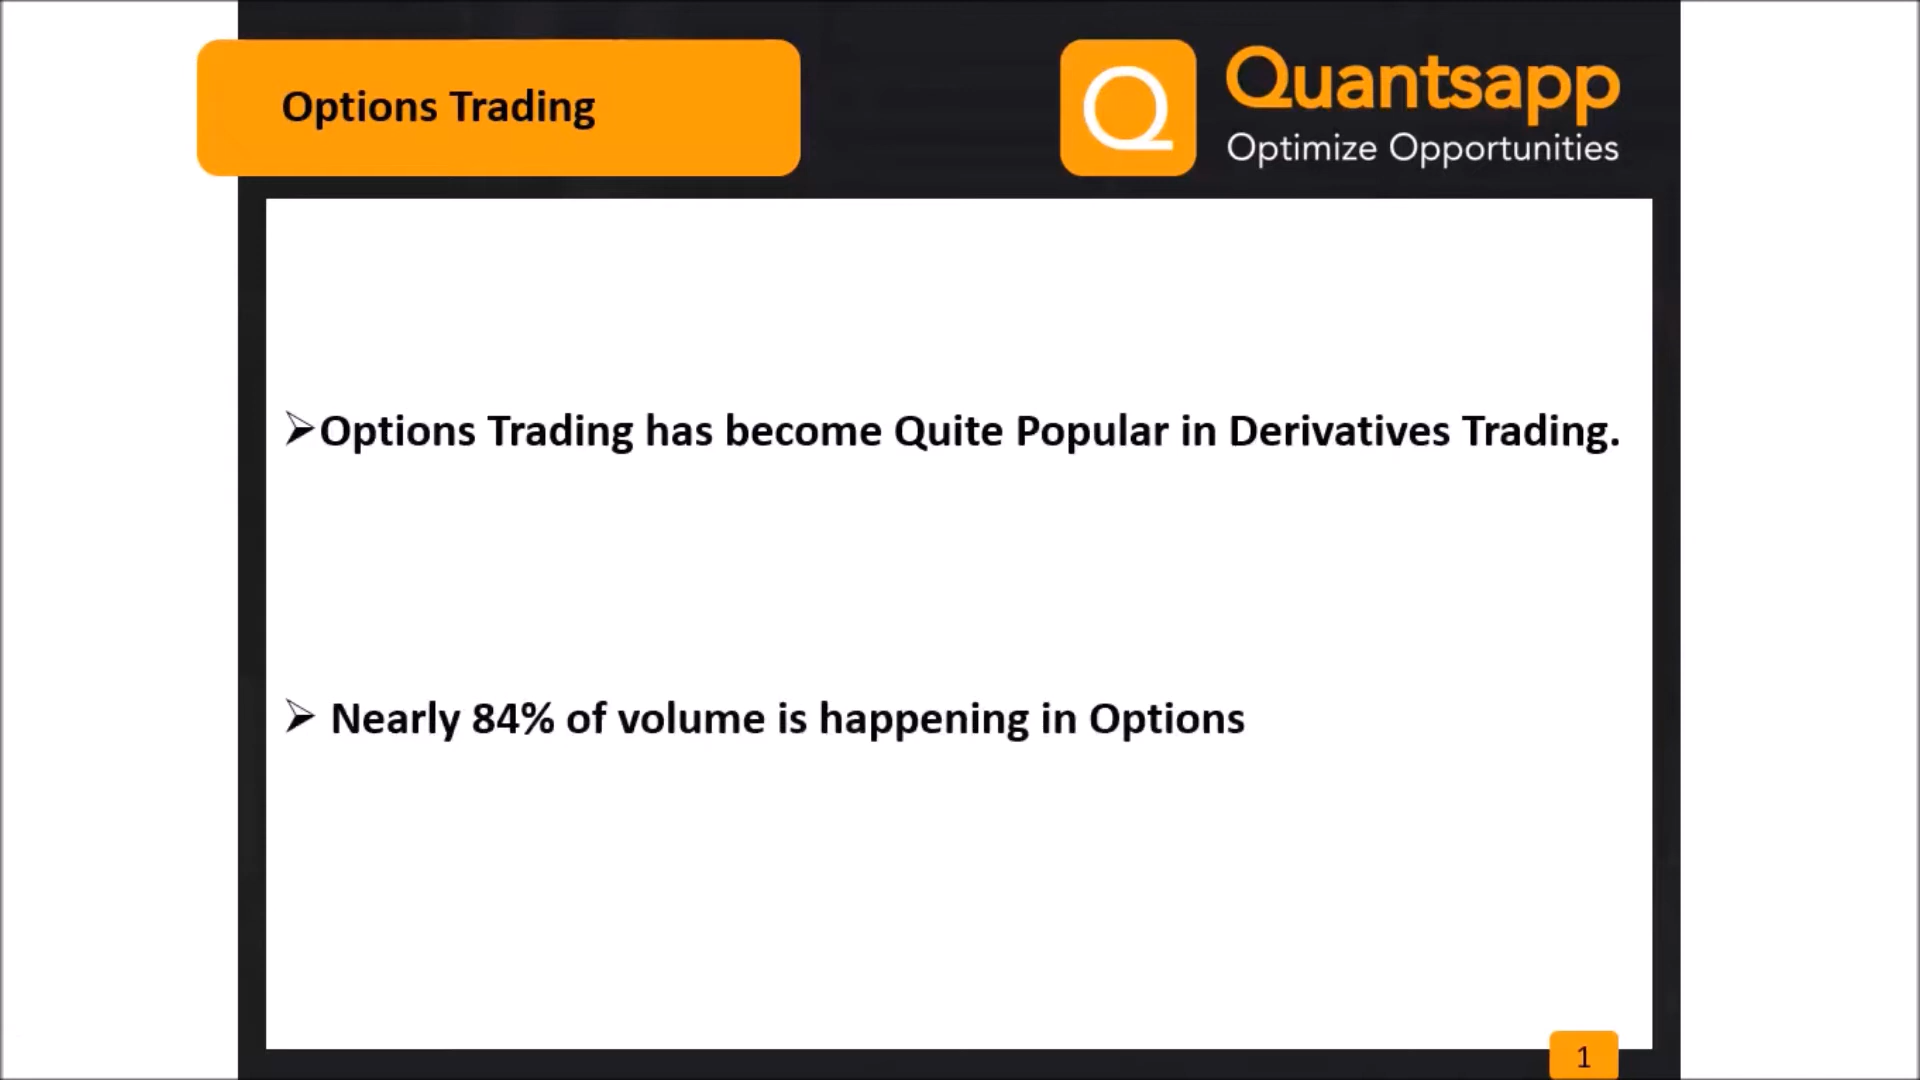 Options Trading
Q
Quantsapp
Optimize Opportunities
➢Options Trading has become Quite Popular in Derivatives Trading.
➢ Nearly 84% of volume is happening in Options
1